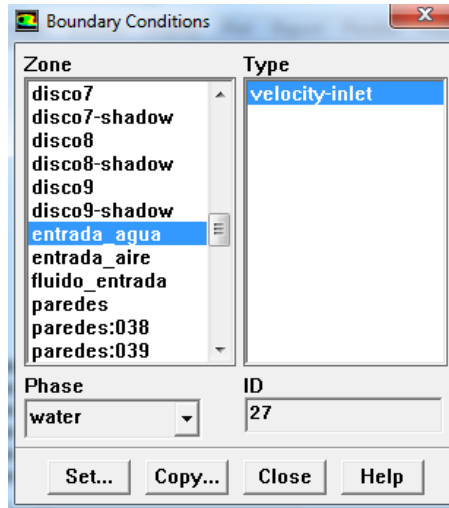 Boundary Conditions
X
Zone
Type
disco7
disco7-shadow
disco8
disco8-shadow
disco9
disco9-shadow
entrada_agua
entrada_aire
fluido_entrada
paredes
paredes:038
paredes:039
velocity-inlet
Phase
ID
water
27
Set...
Copy...
Close
Help